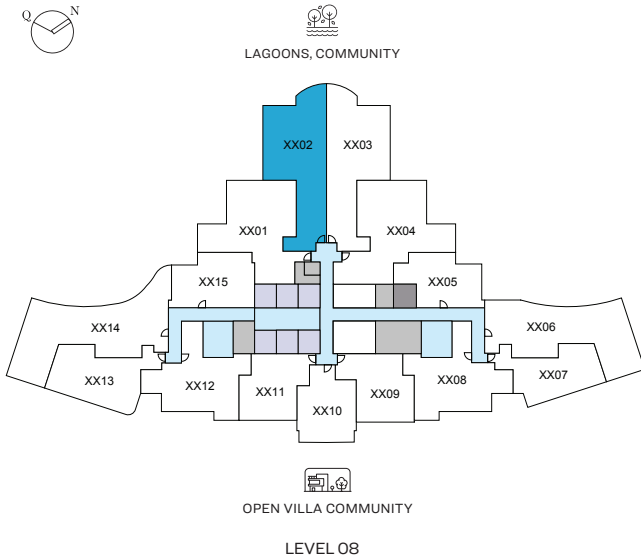 Q N
LAGOONS, COMMUNITY
XX02 XX03
XX01 XX04
XX15 XX05
XX14 XX06
XX13 XX12 XX11 XX10 XX09 XX08 XX07
OPEN VILLA COMMUNITY
LEVEL 08